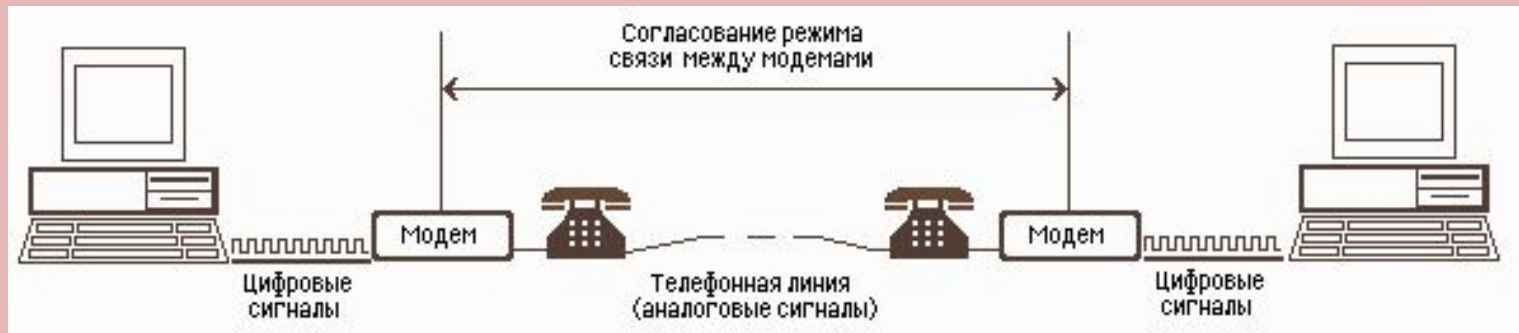 Согласование режима
связи между модемами
Модем
Модем
Цифровые
сигналы
Телефонная линия
(аналоговые сигналы)
Цифровые
сигналы